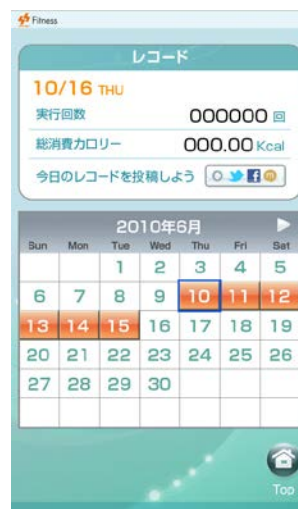 Fitness
レコード
10/16 THU
実行回数 000000 回
総消費カロリー 000.00 Kcal
今日のレコードを投稿しよう
2010年6月
Sun Mon Tue Wed Thu Fri Sat
1 2 3 4 5
6 7 8 9 10 11 12
13 14 15 16 17 18 19
20 21 22 23 24 25 26
27 28 29 30
Top